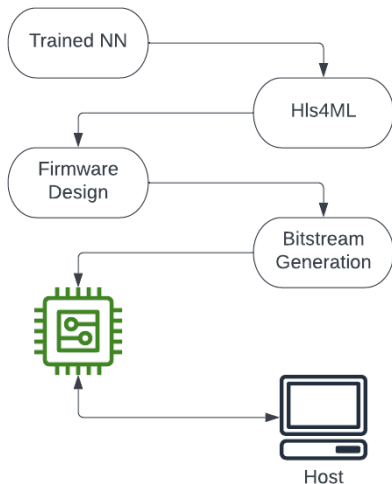 Trained NN
Hls4ML
Firmware
Design
Bitstream
Generation
Host